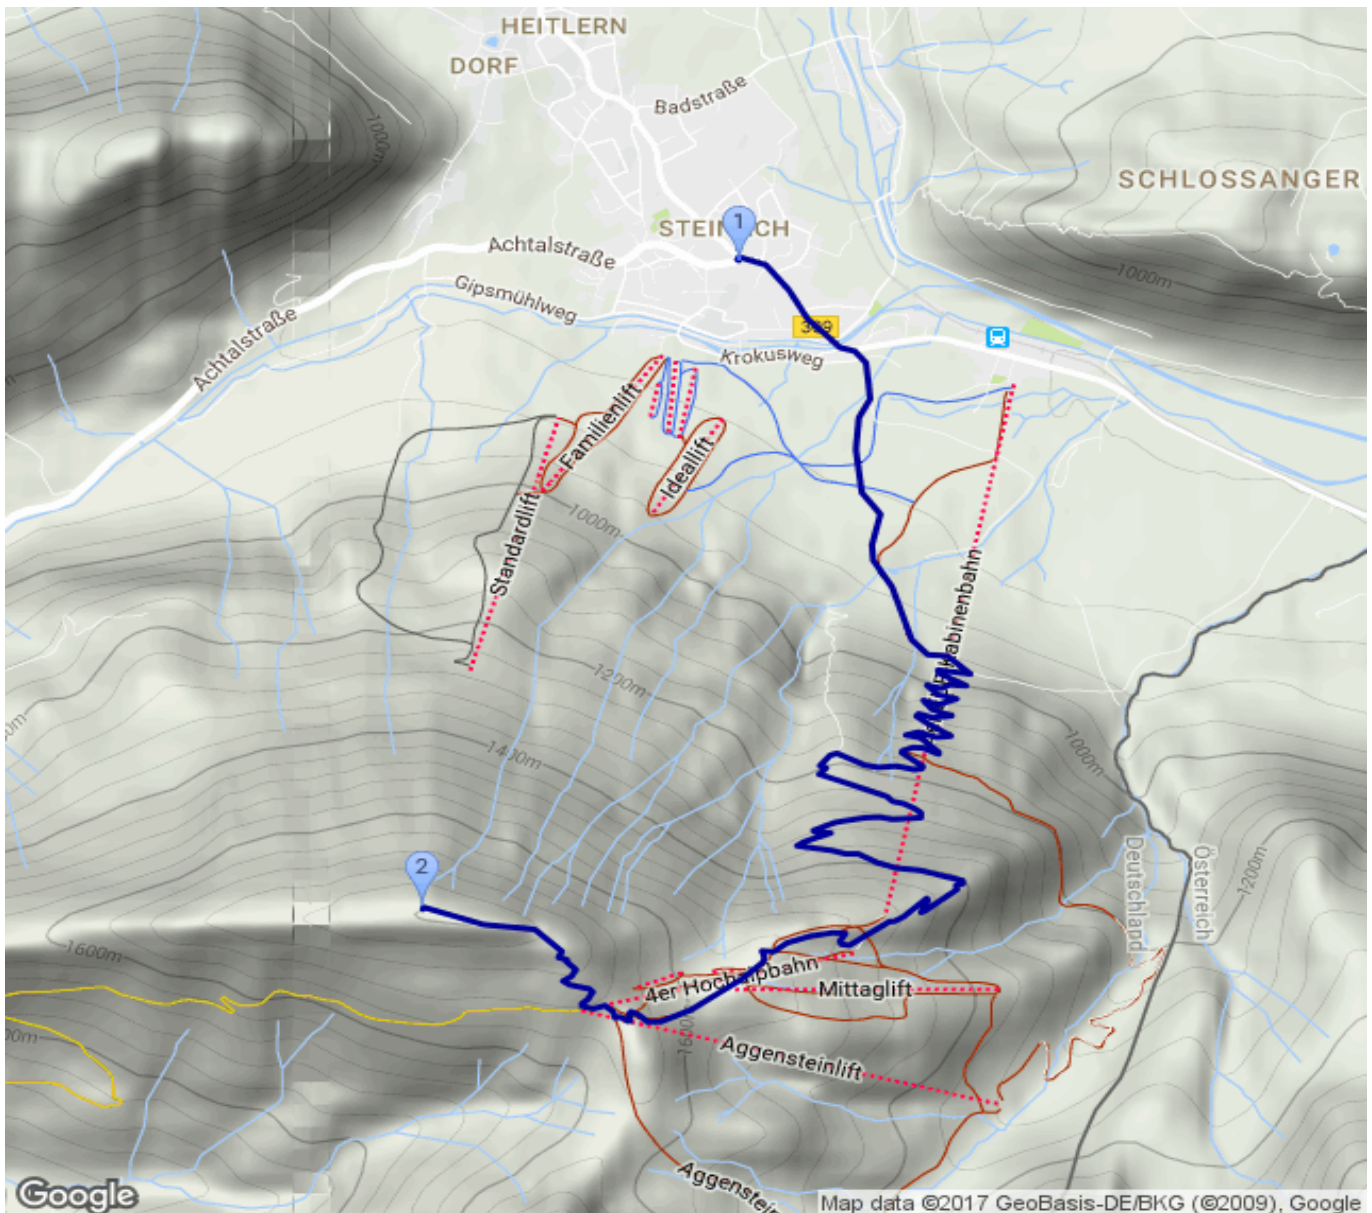 HEITLERN
DORF
Badstraße
1000m
SCHLOSSANGER
1
Achtalstraße
1000m
Gipsmühlweg
Achtalstraße
Krokusweg
Familienlift
Ideallift
Standardlift
1000m
1200m
1400m
1000m
Deutschland
Österreich
1200m
2
1600m
4er Hochalpbahn
Mittaglift
Aggensteinlift
Google
Map data ©2017 GeoBasis-DE/BKG (©2009), Google